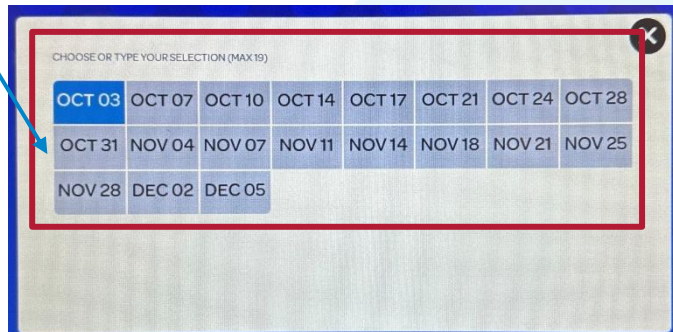 CHOOSE OR TYPE YOUR SELECTION (MAX 19)
OCT 03 OCT 07 OCT 10 OCT 14 OCT 17 OCT 21 OCT 24 OCT 28
OCT 31 NOV 04 NOV 07 NOV 11 NOV 14 NOV 18 NOV 21 NOV 25
NOV 28 DEC 02 DEC 05